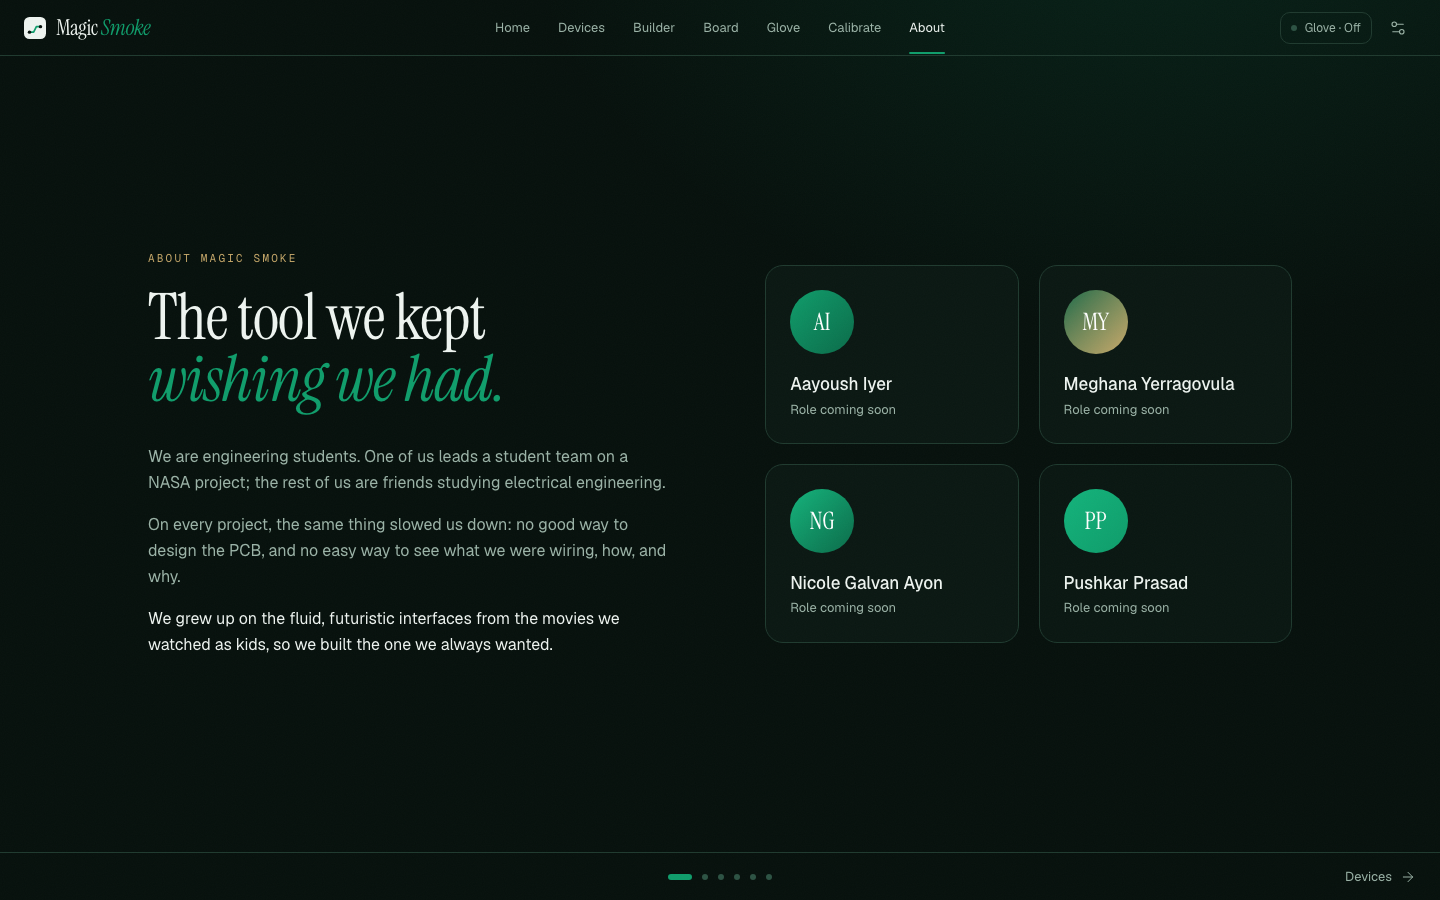 Magic Smoke
Home
Devices
Builder
Board
Glove
Calibrate
About
Glove · Off
ABOUT MAGIC SMOKE
The tool we kept
wishing we had.
We are engineering students. One of us leads a student team on a
NASA project; the rest of us are friends studying electrical engineering.
On every project, the same thing slowed us down: no good way to
design the PCB, and no easy way to see what we were wiring, how, and
why.
We grew up on the fluid, futuristic interfaces from the movies we
watched as kids, so we built the one we always wanted.
AI
Aayoush Iyer
Role coming soon
MY
Meghana Yerragovula
Role coming soon
NG
Nicole Galvan Ayon
Role coming soon
PP
Pushkar Prasad
Role coming soon
Devices